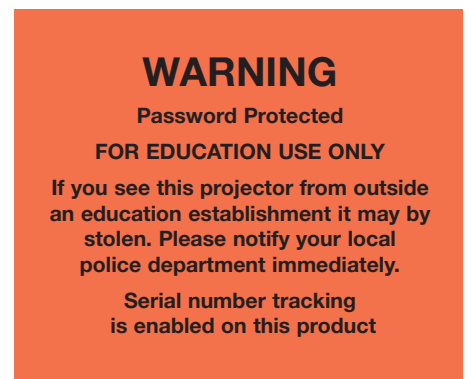 WARNING
Password Protected
FOR EDUCATION USE ONLY
If you see this projector from outside
an education establishment it may by
stolen. Please notify your local
police department immediately.
Serial number tracking
is enabled on this product